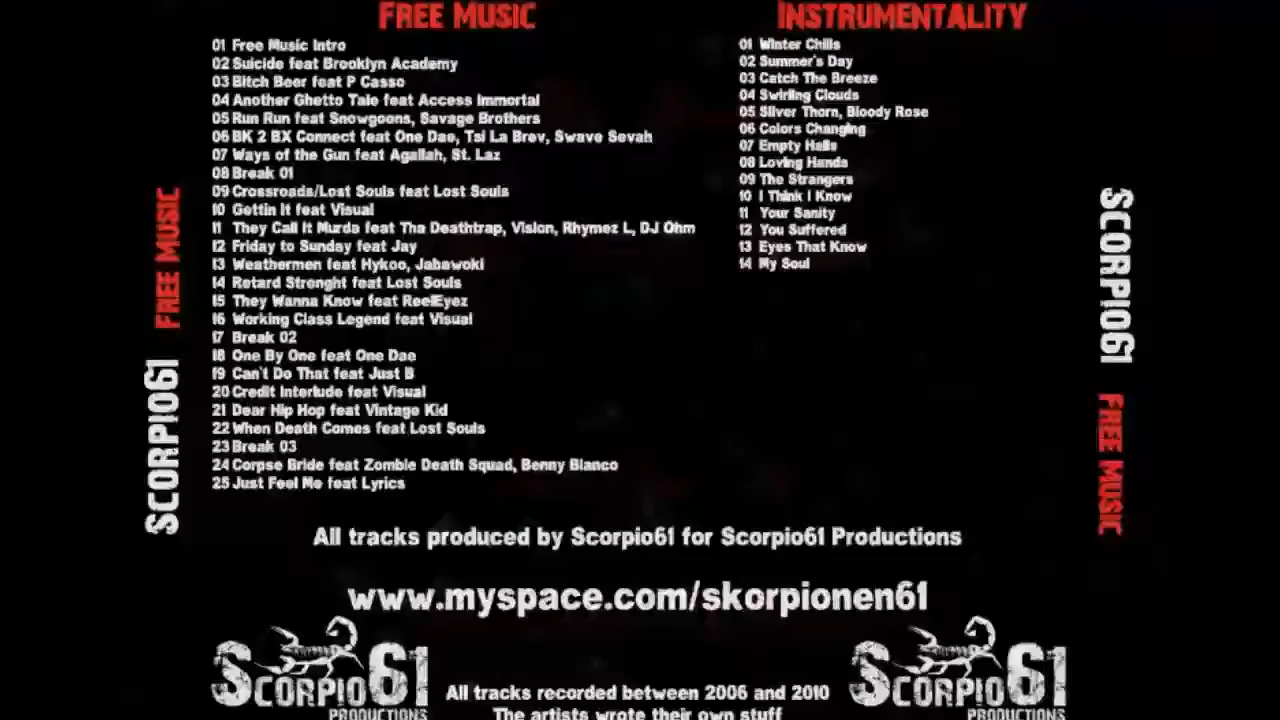 FREE MUSIC
01 Free Music Intro
02 Suicide feat Brooklyn Academy
03 Bitch Beer feat P Casso
04 Another Ghetto Tale feat Access Immortal
05 Run Run feat Snowgoons, Savage Brothers
06 BK 2 BX Connect feat One Dae, Tsi La Brev, Swave Sevah
07 Ways of the Gun feat Agallah, St. Laz
08 Break 01
09 Crossroads/Lost Souls feat Lost Souls
10 Gettin It feat Visual
11 They Call It Murda feat Tha Deathtrap, Vision, Rhymez L, DJ Ohm
12 Friday to Sunday feat Jay
13 Weathermen feat Hykoo, Jabawoki
14 Retard Strenght feat Lost Souls
15 They Wanna Know feat ReelEyez
16 Working Class Legend feat Visual
17 Break 02
18 One By One feat One Dae
19 Can't Do That feat Just B
20 Credit Interlude feat Visual
21 Dear Hip Hop feat Vintage Kid
22 When Death Comes feat Lost Souls
23 Break 03
24 Corpse Bride feat Zombie Death Squad, Benny Blanco
25 Just Feel Me feat Lyrics
INSTRUMENTALITY
01 Winter Chills
02 Summer's Day
03 Catch The Breeze
04 Swirling Clouds
05 Silver Thorn, Bloody Rose
06 Colors Changing
07 Empty Halls
08 Loving Hands
09 The Strangers
10 I Think I Know
11 Your Sanity
12 You Suffered
13 Eyes That Know
14 My Soul
SCORPIO61 FREE MUSIC
SCORPIO61 FREE MUSIC
All tracks produced by Scorpio61 for Scorpio61 Productions
www.myspace.com/skorpionen61
SCORPIO61
PRODUCTIONS
All tracks recorded between 2006 and 2010
The artists wrote their own stuff
SCORPIO61
PRODUCTIONS